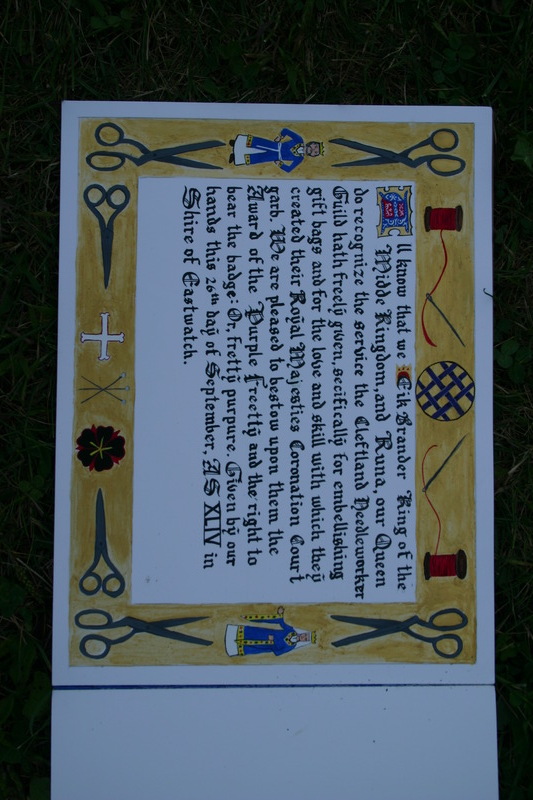 All know that we Eik Brander King of the
Middo Kingdom, and Runa, our Queen
do recognize the service the Cleftland Needleworker
Guild hath freely given, secifically for embellishing
gift bags and for the love and skill with which they
created their Royal Majesties Coronation Court
garb. We are pleased to bestow upon them the
Award of the Purple Freetty and the right to
bear the badge: Or, fretty purpure. Given by our
hands this 26th day of September, AS XLIV in
Shire of Eastwatch.